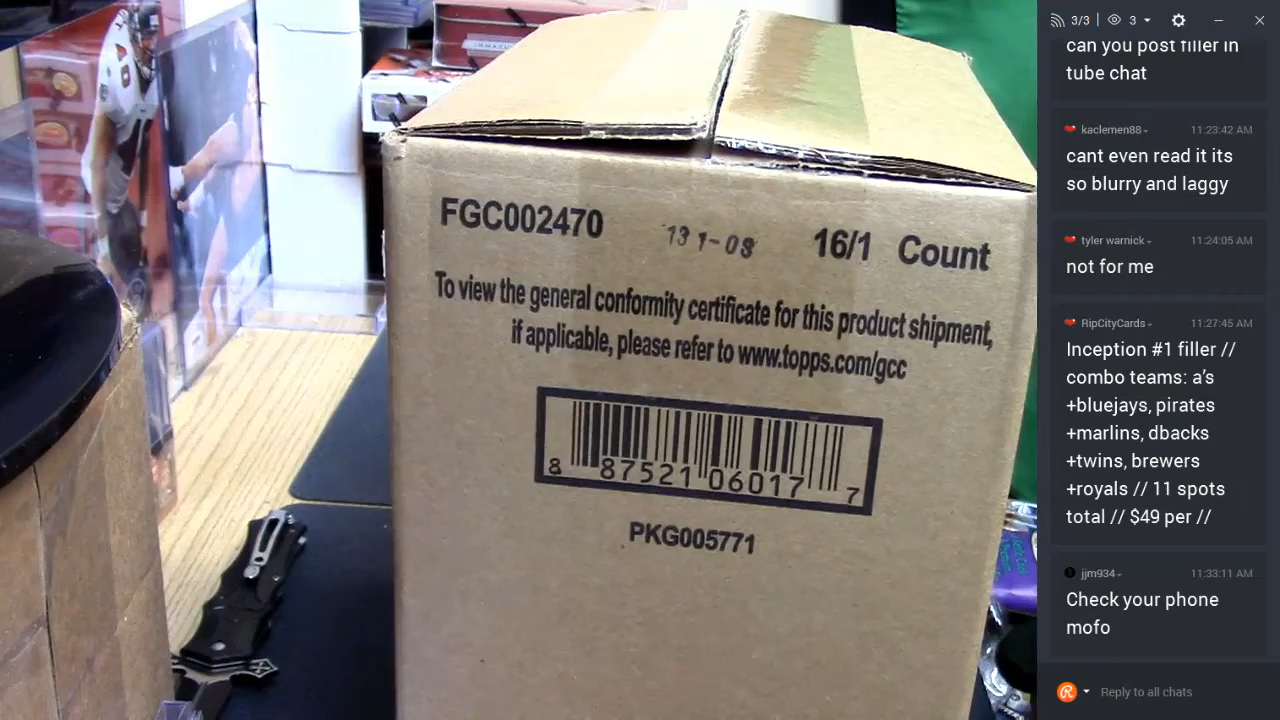 FGC002470
131-08
16/1 Count
To view the general conformity certificate for this product shipment,
if applicable, please refer to www.topps.com/gcc
8 87521 06017 7
PKG005771
3/3
3
can you post filler in
tube chat
kaclemen88
11:23:42 AM
cant even read it its
so blurry and laggy
tyler warnick
11:24:05 AM
not for me
RipCityCards
11:27:45 AM
Inception #1 filler //
combo teams: a's
+bluejays, pirates
+marlins, dbacks
+twins, brewers
+royals // 11 spots
total // $49 per //
jjm934
11:33:11 AM
Check your phone
mofo
Reply to all chats